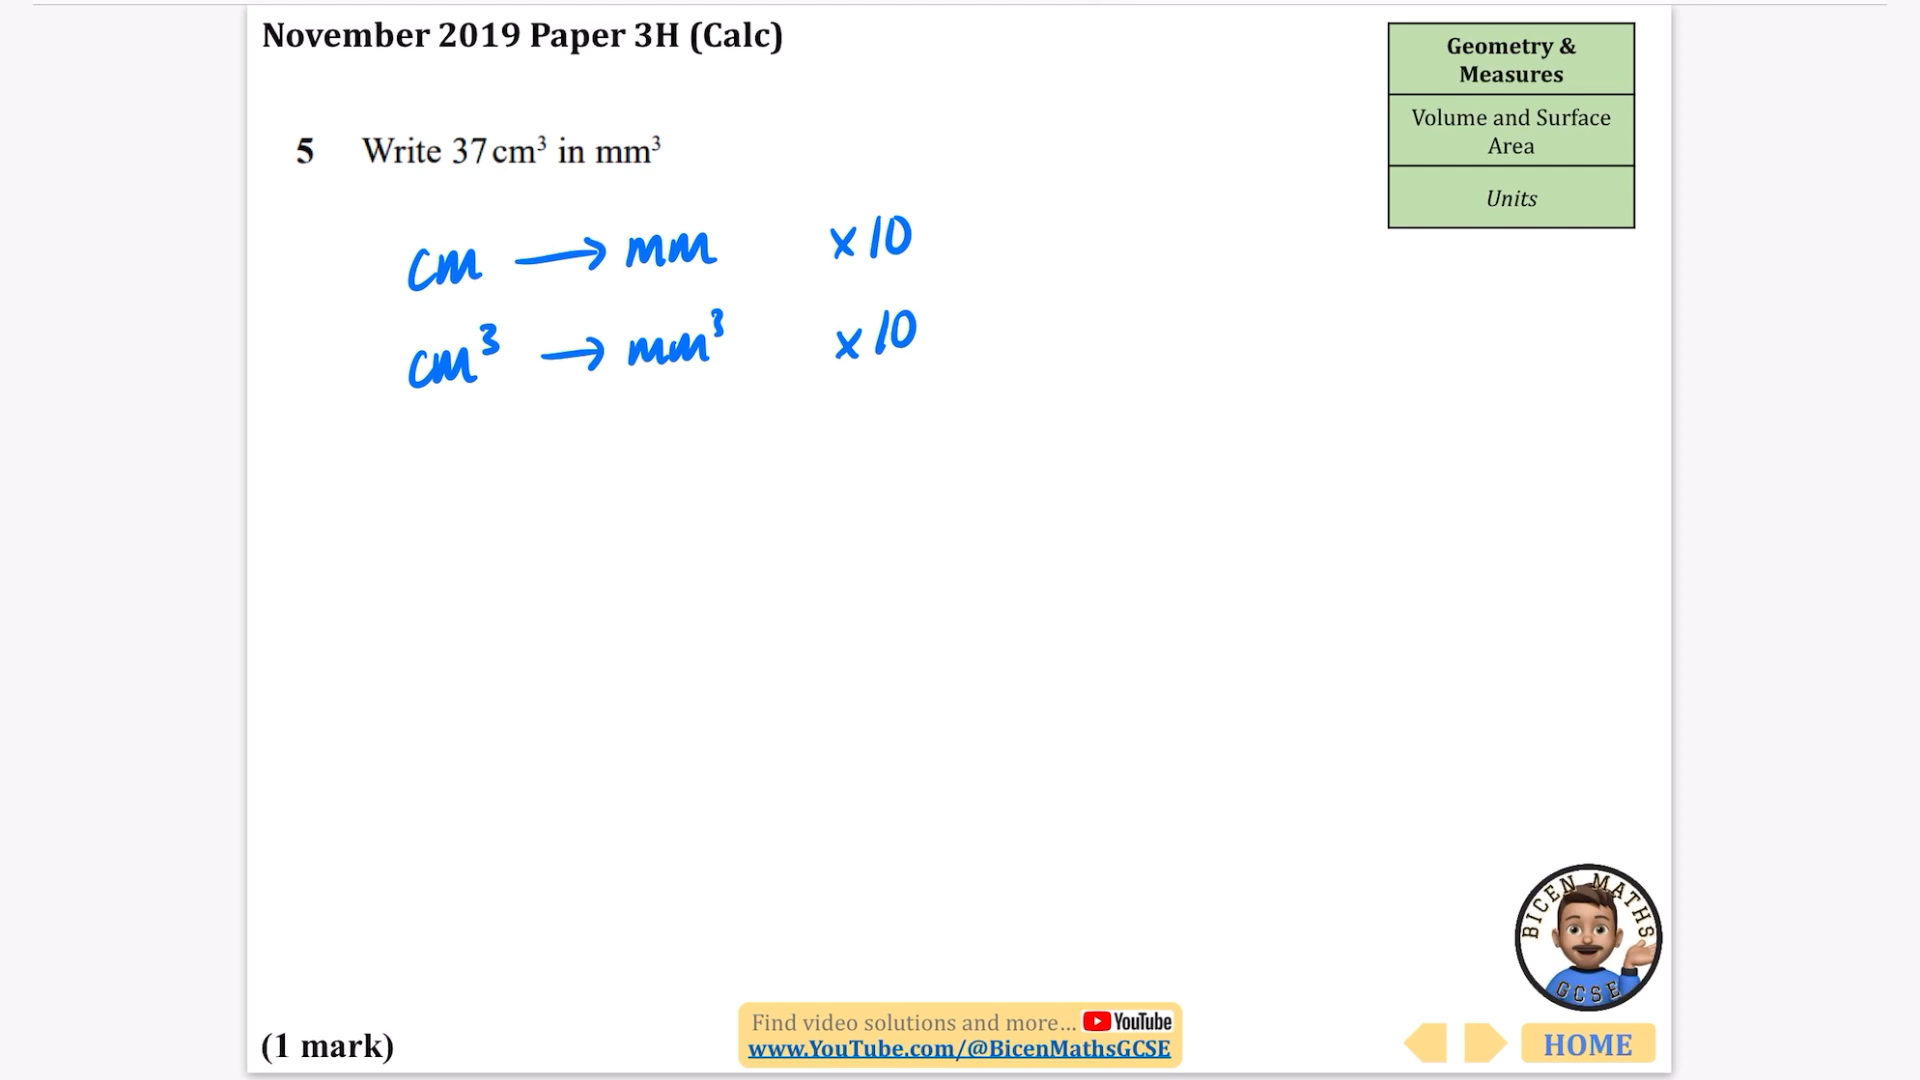 November 2019 Paper 3H (Calc)
Geometry &
Measures
Volume and Surface
Area
Units
5 Write 37 cm³ in mm³
cm → mm ×10
cm³ → mm³ ×10
BICEN MATHS
GCSE
(1 mark)
Find video solutions and more... YouTube
www.YouTube.com/@BicenMathsGCSE
HOME